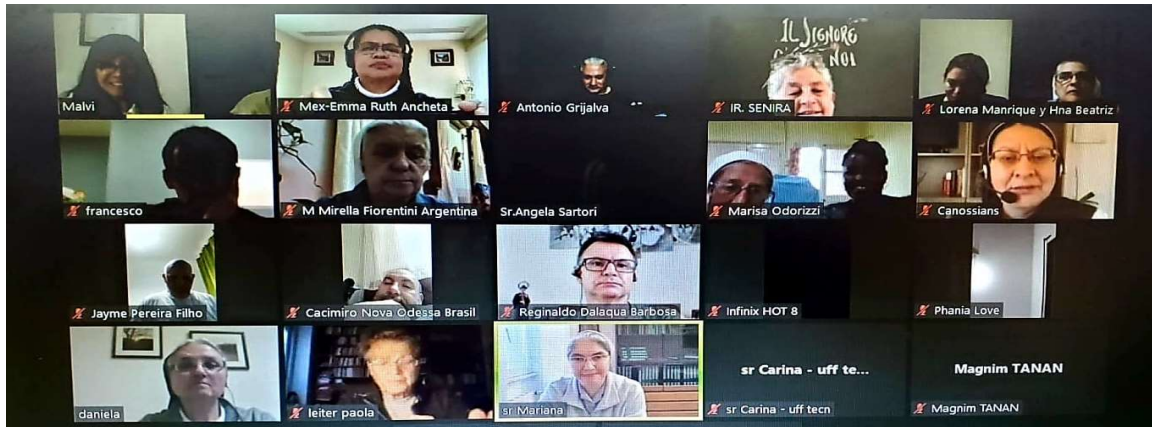 IL SIGNORE
NOI
Malvi
Mex-Emma Ruth Ancheta
Antonio Grijalva
IR. SENIRA
Lorena Manrique y Hna Beatriz
francesco
M Mirella Fiorentini Argentina
Sr.Angela Sartori
Marisa Odorizzi
Canossians
Jayme Pereira Filho
Cacimiro Nova Odessa Brasil
Reginaldo Dalaqua Barbosa
Infinix HOT 8
Phania Love
daniela
leiter paola
sr Mariana
sr Carina - uff te...
sr Carina - uff tecn
Magnim TANAN
Magnim TANAN